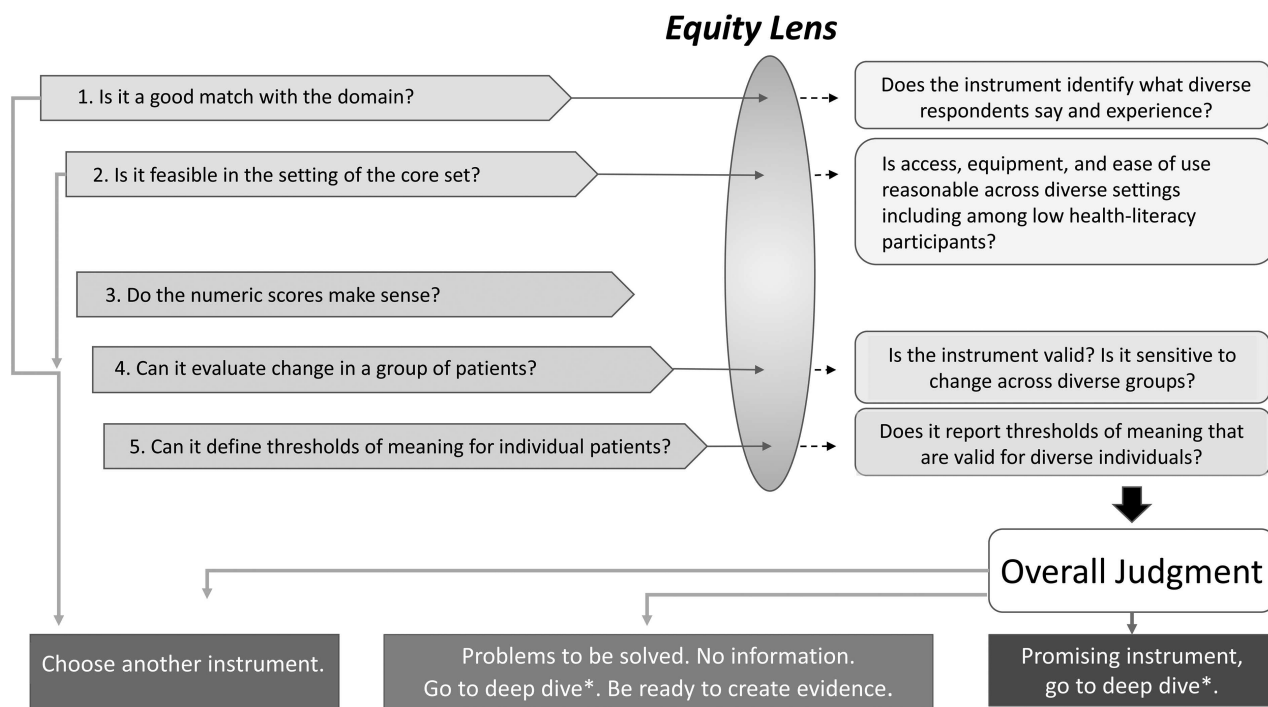 Equity Lens
1. Is it a good match with the domain?
Does the instrument identify what diverse
respondents say and experience?
2. Is it feasible in the setting of the core set?
Is access, equipment, and ease of use
reasonable across diverse settings
including among low health-literacy
participants?
3. Do the numeric scores make sense?
4. Can it evaluate change in a group of patients?
Is the instrument valid? Is it sensitive to
change across diverse groups?
5. Can it define thresholds of meaning for individual patients?
Does it report thresholds of meaning that
are valid for diverse individuals?
Overall Judgment
Choose another instrument.
Problems to be solved. No information.
Go to deep dive*. Be ready to create evidence.
Promising instrument,
go to deep dive*.